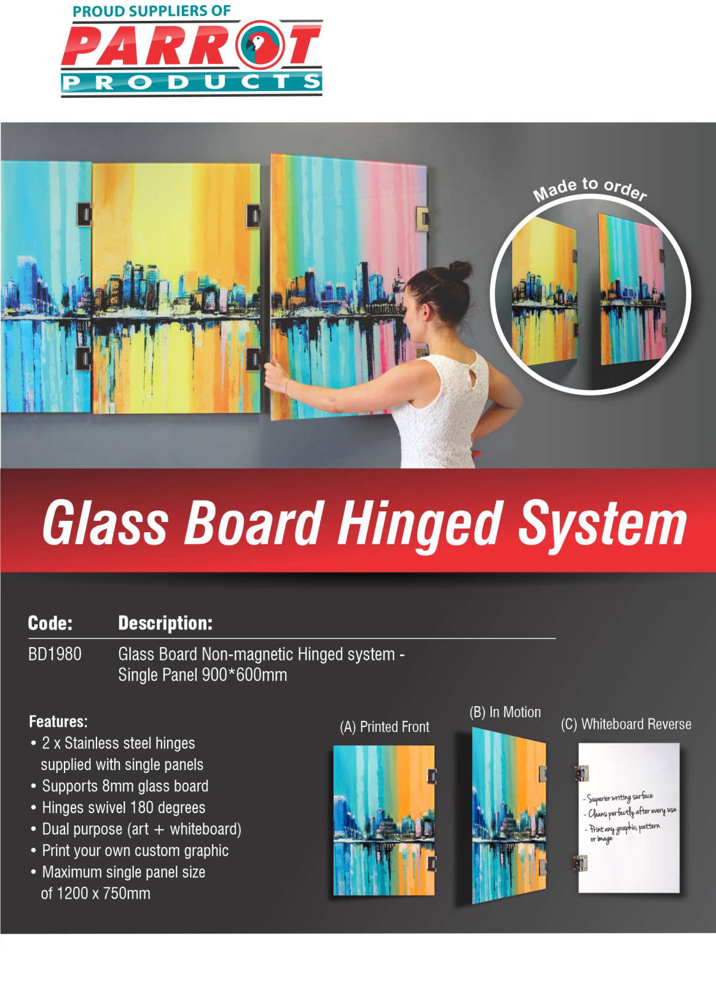 PROUD SUPPLIERS OF
PARROT
PRODUCTS
Made to order
Glass Board Hinged System
Code: Description:
BD1980 Glass Board Non-magnetic Hinged system -
Single Panel 900*600mm
Features:
• 2 x Stainless steel hinges
supplied with single panels
• Supports 8mm glass board
• Hinges swivel 180 degrees
• Dual purpose (art + whiteboard)
• Print your own custom graphic
• Maximum single panel size
of 1200 x 750mm
(A) Printed Front
(B) In Motion
(C) Whiteboard Reverse
- Superior writing surface
- Cleans perfectly after every use
- Print any graphic, pattern
or image